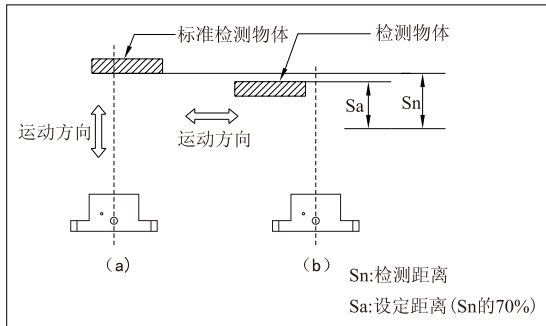 标准检测物体
检测物体
Sa
Sn
运动方向
运动方向
(a)
(b)
Sn:检测距离
Sa:设定距离(Sn的70%)